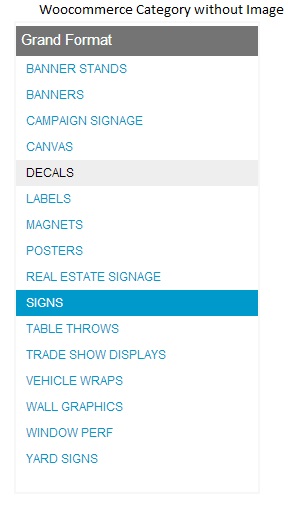 Woocommerce Category without Image
Grand Format
BANNER STANDS
BANNERS
CAMPAIGN SIGNAGE
CANVAS
DECALS
LABELS
MAGNETS
POSTERS
REAL ESTATE SIGNAGE
SIGNS
TABLE THROWS
TRADE SHOW DISPLAYS
VEHICLE WRAPS
WALL GRAPHICS
WINDOW PERF
YARD SIGNS